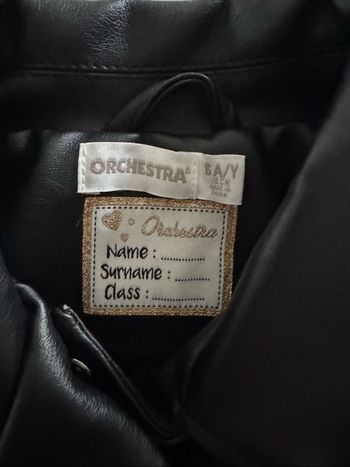 ORCHESTRA®
6A/Y
Orchestra
Name : ............
Surname : ........
Class : ............